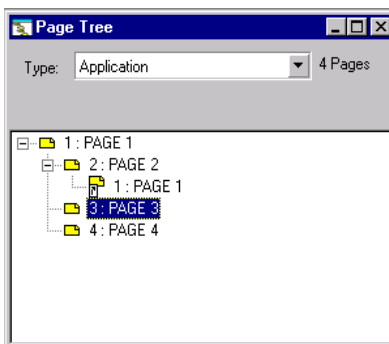 Page Tree
Type: Application 4 Pages
1 : PAGE 1
2 : PAGE 2
1 : PAGE 1
3 : PAGE 3
4 : PAGE 4